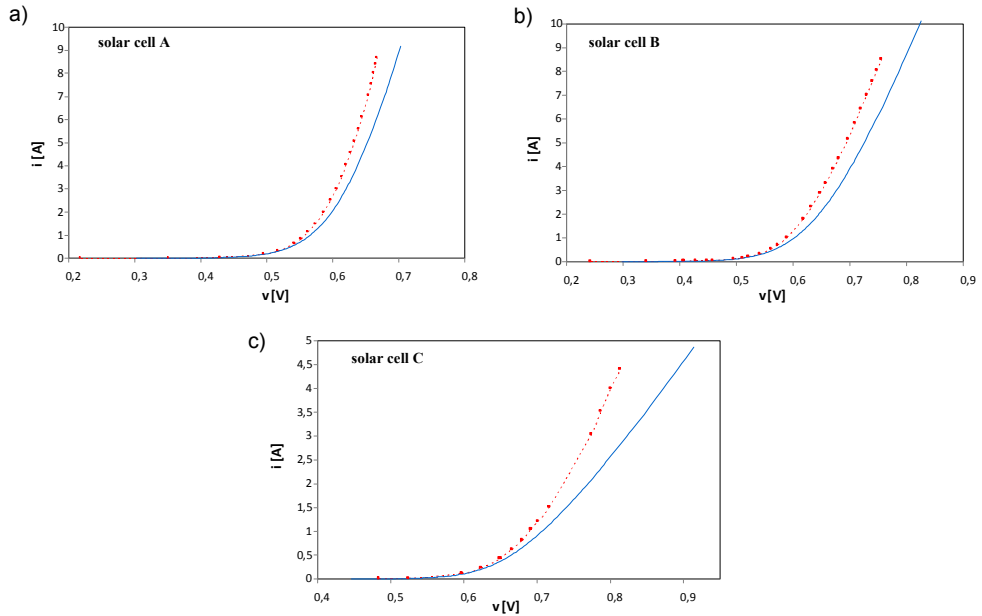 a)
solar cell A
i [A]
10
9
8
7
6
5
4
3
2
1
0
0,2 0,3 0,4 0,5 0,6 0,7 0,8
v [V]
b)
solar cell B
i [A]
10
9
8
7
6
5
4
3
2
1
0
0,2 0,3 0,4 0,5 0,6 0,7 0,8 0,9
v [V]
c)
solar cell C
i [A]
5
4,5
4
3,5
3
2,5
2
1,5
1
0,5
0
0,4 0,5 0,6 0,7 0,8 0,9
v [V]